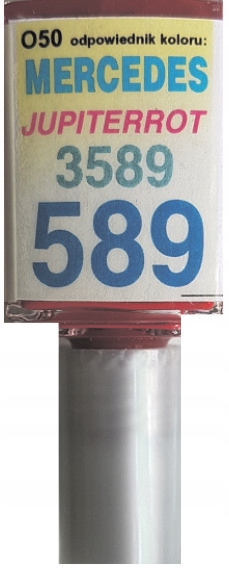 O50 odpowiednik koloru:
MERCEDES
JUPITERROT
3589
589